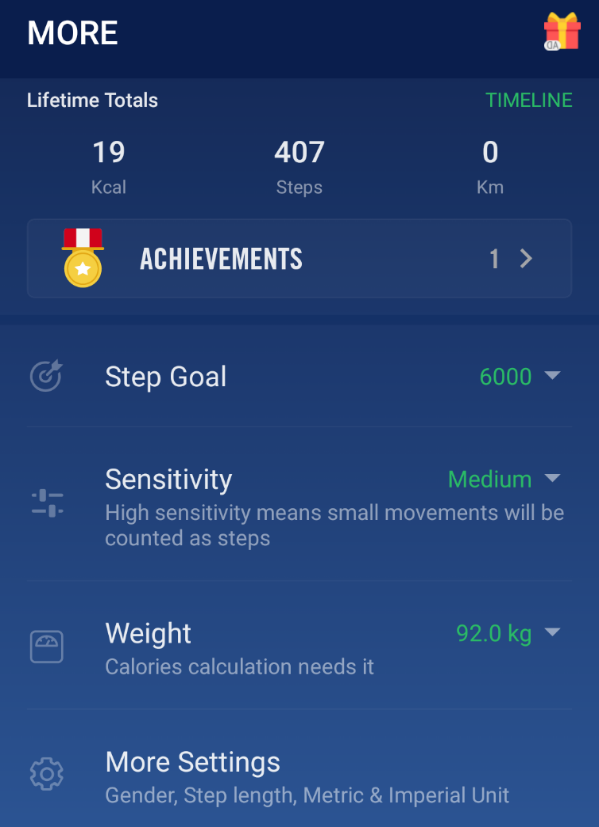 MORE
AD
Lifetime Totals
TIMELINE
19
407
0
Kcal
Steps
Km
ACHIEVEMENTS
1
Step Goal
6000
Sensitivity
Medium
High sensitivity means small movements will be
counted as steps
Weight
92.0 kg
Calories calculation needs it
More Settings
Gender, Step length, Metric & Imperial Unit